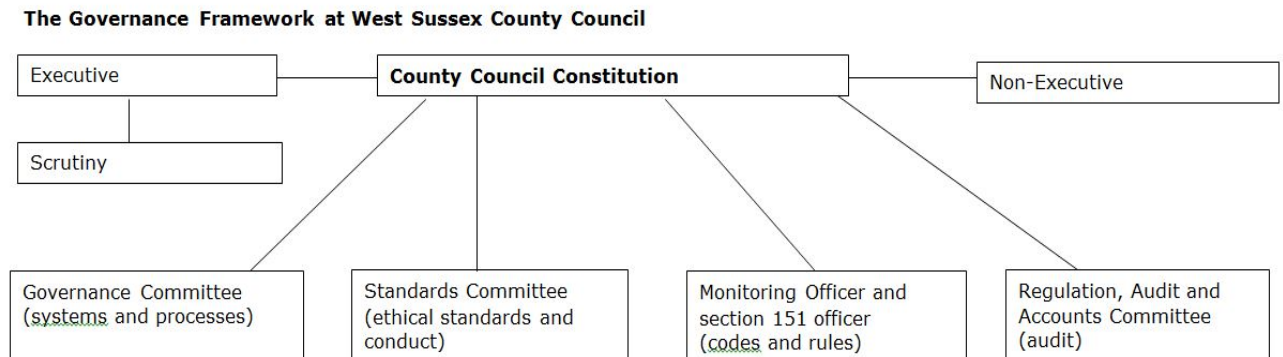 The Governance Framework at West Sussex County Council
Executive
County Council Constitution
Non-Executive
Scrutiny
Governance Committee
(systems and processes)
Standards Committee
(ethical standards and
conduct)
Monitoring Officer and
section 151 officer
(codes and rules)
Regulation, Audit and
Accounts Committee
(audit)